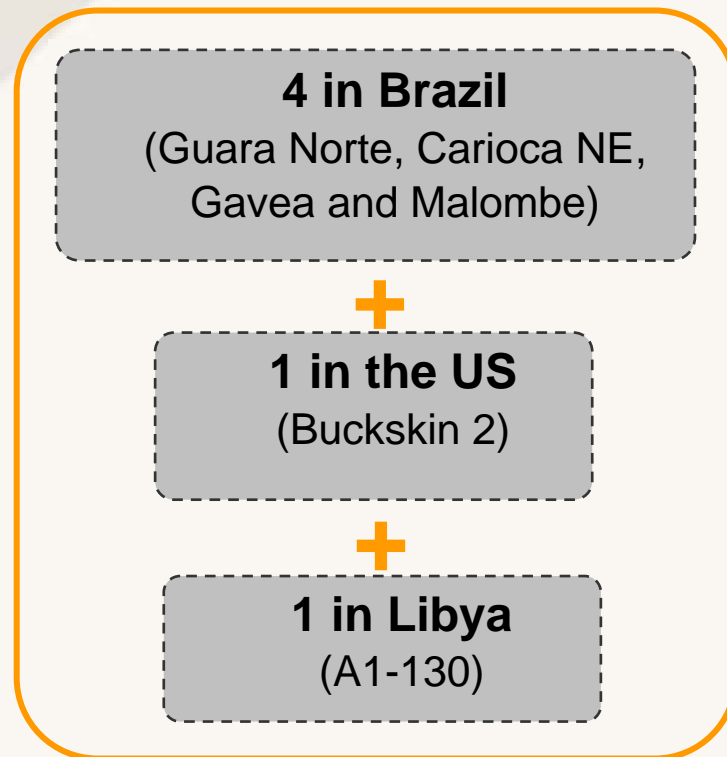 4 in Brazil
(Guara Norte, Carioca NE,
Gavea and Malombe)
+
1 in the US
(Buckskin 2)
+
1 in Libya
(A1-130)